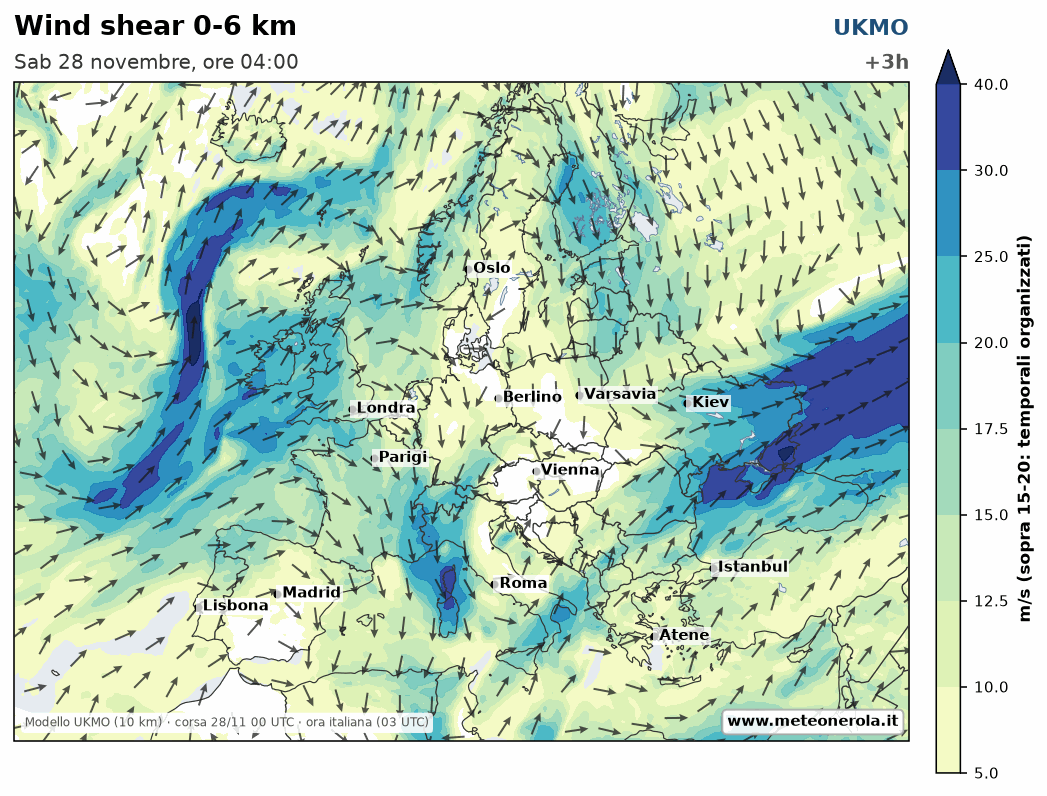 Wind shear 0-6 km
UKMO
Sab 28 novembre, ore 04:00
+3h
40.0
30.0
25.0
20.0
17.5
15.0
12.5
10.0
5.0
m/s (sopra 15-20: temporali organizzati)
Oslo
Berlino
Varsavia
Kiev
Londra
Parigi
Vienna
Istanbul
Roma
Madrid
Lisbona
Atene
Modello UKMO (10 km) · corsa 28/11 00 UTC · ora italiana (03 UTC)
www.meteonerola.it